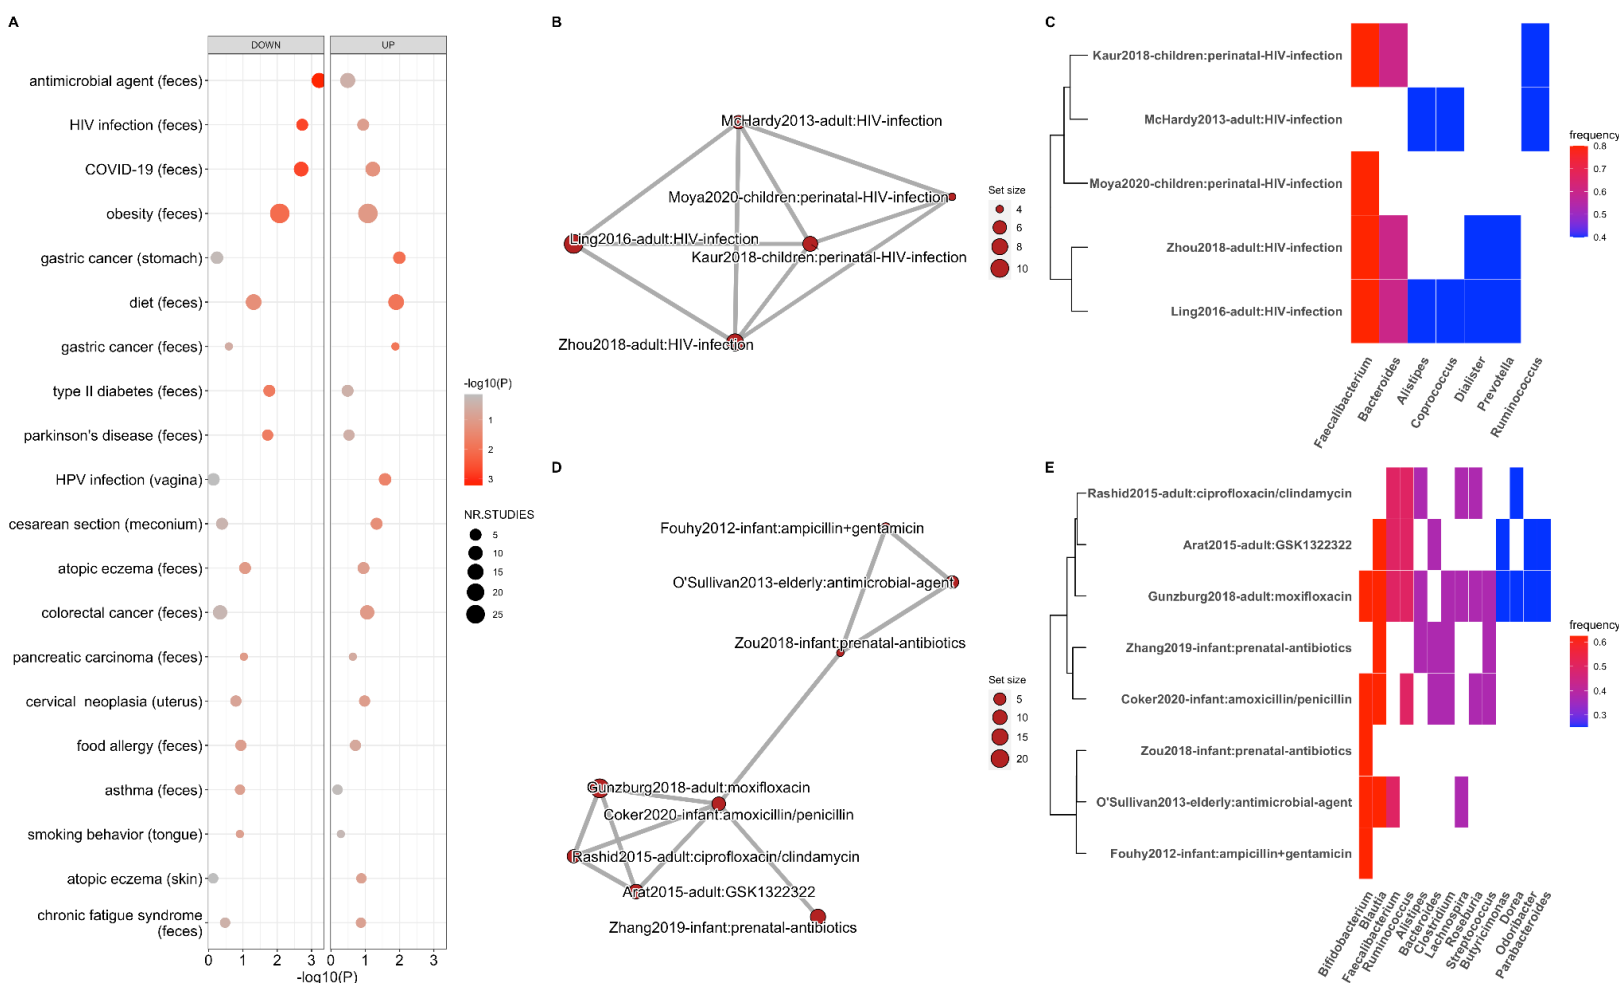 A
DOWN
UP
antimicrobial agent (feces)
HIV infection (feces)
COVID-19 (feces)
obesity (feces)
gastric cancer (stomach)
diet (feces)
gastric cancer (feces)
type II diabetes (feces)
parkinson's disease (feces)
HPV infection (vagina)
cesarean section (meconium)
atopic eczema (feces)
colorectal cancer (feces)
pancreatic carcinoma (feces)
cervical neoplasia (uterus)
food allergy (feces)
asthma (feces)
smoking behavior (tongue)
atopic eczema (skin)
chronic fatigue syndrome
(feces)
0 1 2 3 0 1 2 3
-log10(P)
-log10(P)
1
2
3
NR.STUDIES
5
10
15
20
25
B
McHardy2013-adult:HIV-infection
Moya2020-children:perinatal-HIV-infection
Ling2016-adult:HIV-infection
Kaur2018-children:perinatal-HIV-infection
Zhou2018-adult:HIV-infection
Set size
4
6
8
10
C
Kaur2018-children:perinatal-HIV-infection
McHardy2013-adult:HIV-infection
Moya2020-children:perinatal-HIV-infection
Zhou2018-adult:HIV-infection
Ling2016-adult:HIV-infection
Faecalibacterium
Bacteroides
Alistipes
Coprococcus
Dialister
Prevotella
Ruminococcus
frequency
0.8
0.7
0.6
0.5
0.4
D
Fouhy2012-infant:ampicillin+gentamicin
O'Sullivan2013-elderly:antimicrobial-agent
Zou2018-infant:prenatal-antibiotics
Gunzburg2018-adult:moxifloxacin
Coker2020-infant:amoxicillin/penicillin
Rashid2015-adult:ciprofloxacin/clindamycin
Arat2015-adult:GSK1322322
Zhang2019-infant:prenatal-antibiotics
Set size
5
10
15
20
E
Rashid2015-adult:ciprofloxacin/clindamycin
Arat2015-adult:GSK1322322
Gunzburg2018-adult:moxifloxacin
Zhang2019-infant:prenatal-antibiotics
Coker2020-infant:amoxicillin/penicillin
Zou2018-infant:prenatal-antibiotics
O'Sullivan2013-elderly:antimicrobial-agent
Fouhy2012-infant:ampicillin+gentamicin
Bifidobacterium
Blautia
Faecalibacterium
Ruminococcus
Alistipes
Bacteroides
Clostridium
Lachnospira
Roseburia
Streptococcus
Butyricimonas
Dorea
Odoribacter
Parabacteroides
frequency
0.6
0.5
0.4
0.3